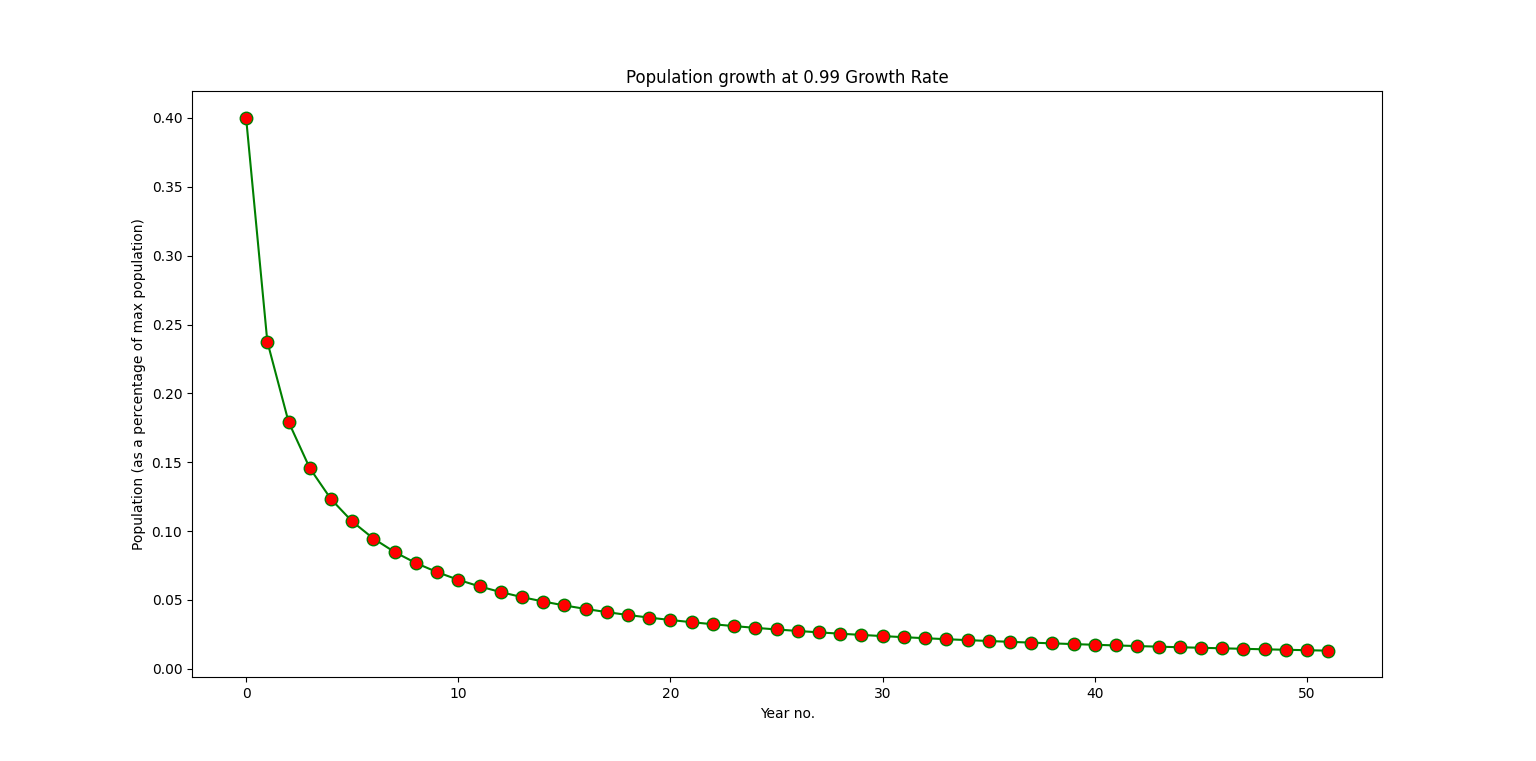 Population growth at 0.99 Growth Rate
Population (as a percentage of max population)
0.40
0.35
0.30
0.25
0.20
0.15
0.10
0.05
0.00
0 10 20 30 40 50
Year no.